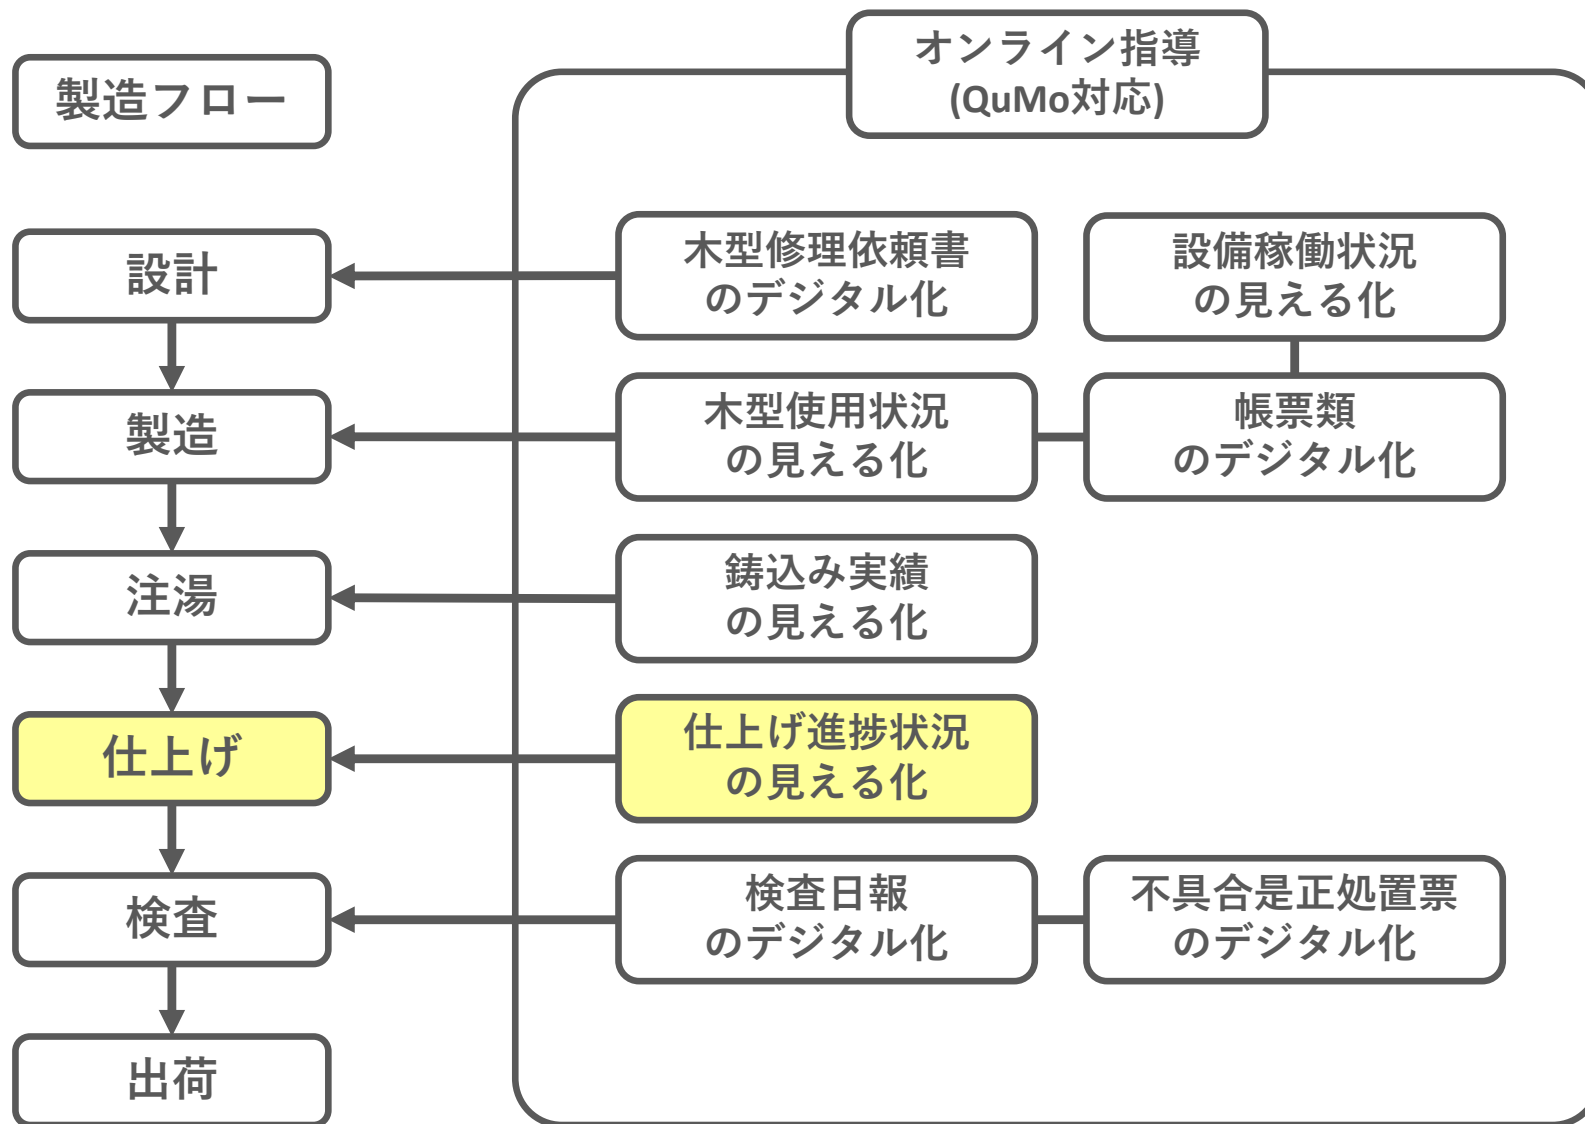 製造フロー
オンライン指導
(QuMo対応)
設計
木型修理依頼書
のデジタル化
設備稼働状況
の見える化
製造
木型使用状況
の見える化
帳票類
のデジタル化
注湯
鋳込み実績
の見える化
仕上げ
仕上げ進捗状況
の見える化
検査
検査日報
のデジタル化
不具合是正処置票
のデジタル化
出荷